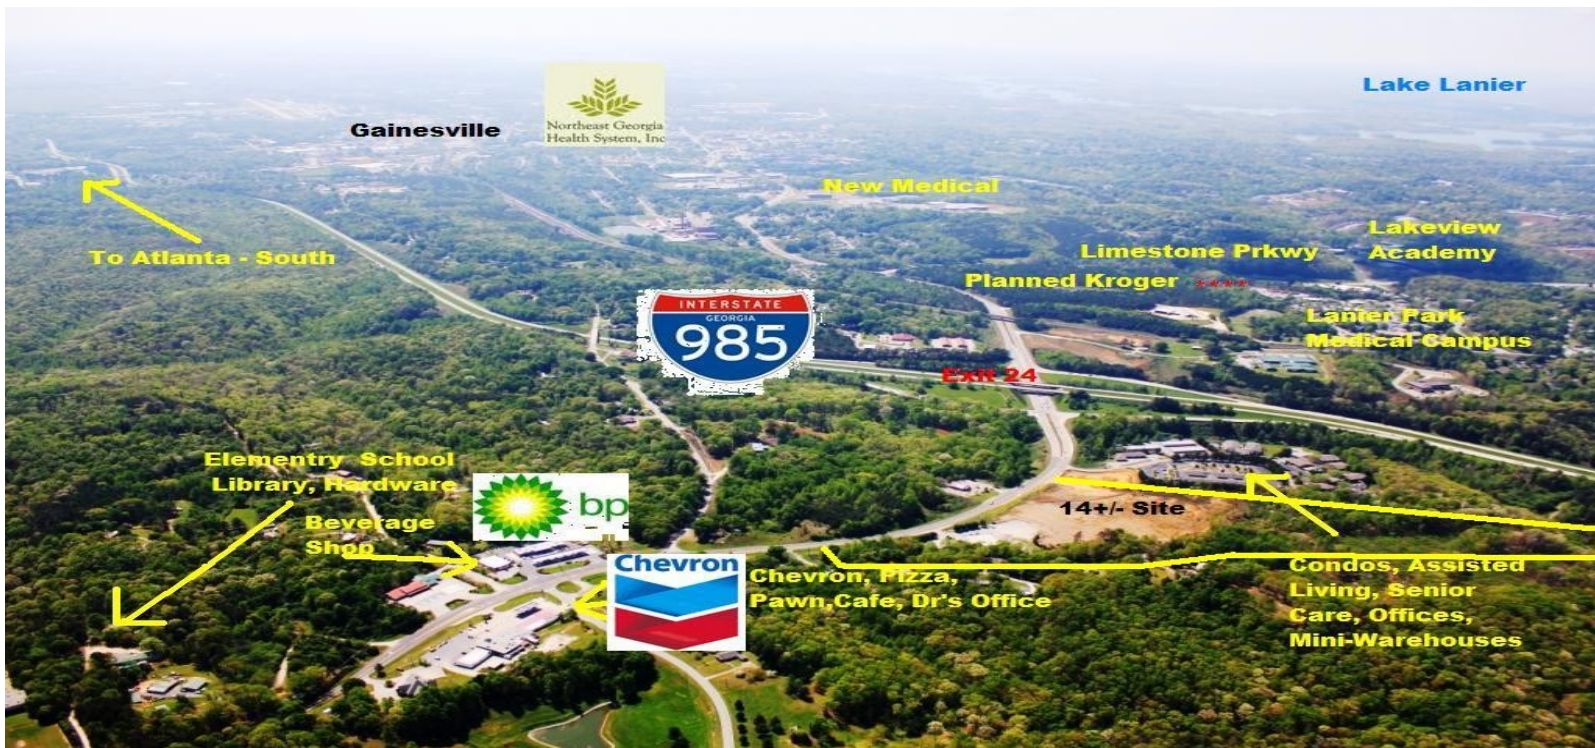 Lake Lanier
Northeast Georgia
Health System, Inc
Gainesville
New Medical
Lakeview
Academy
To Atlanta - South
Limestone Prkwy
Planned Kroger ****
INTERSTATE
GEORGIA
985
Lanier Park
Medical Campus
Exit 24
Elementry School
Library, Hardware
bp
Beverage
Shop
14+/- Site
Chevron
Chevron, Pizza,
Pawn,Cafe, Dr's Office
Condos, Assisted
Living, Senior
Care, Offices,
Mini-Warehouses